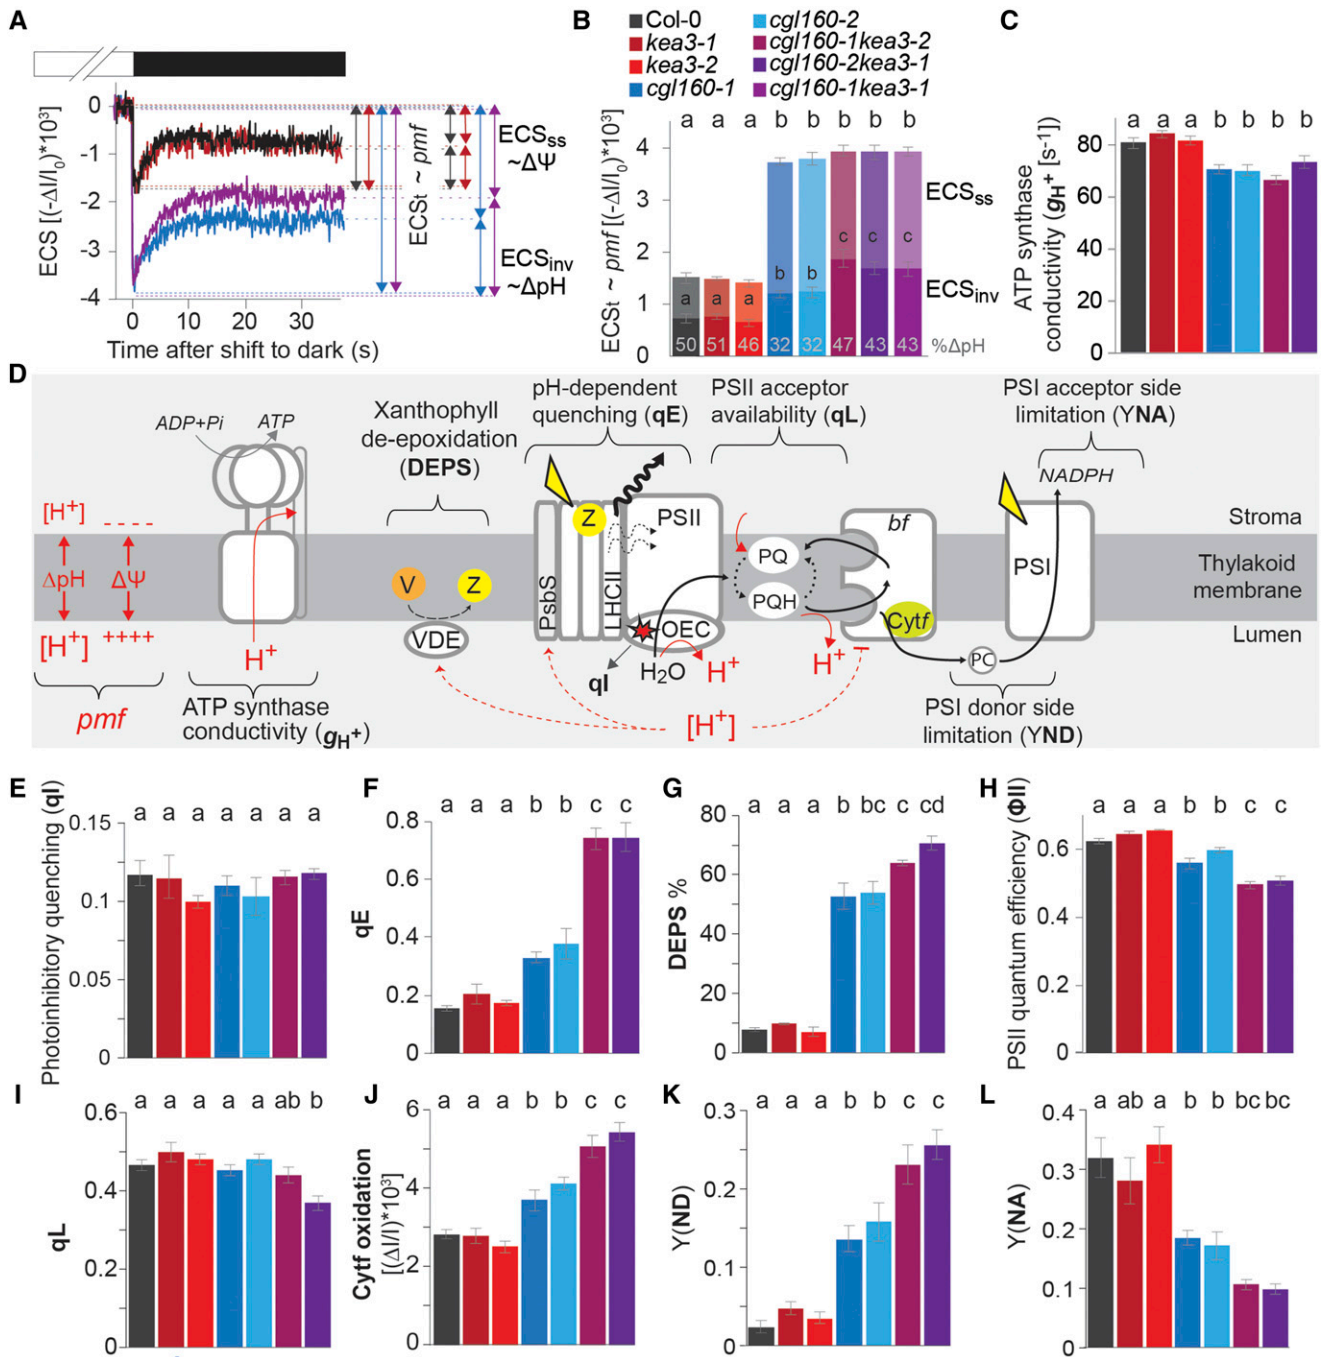 A
0
-1
-2
-3
-4
ECS [(-ΔI/I₀)*10³]
0
10
20
30
Time after shift to dark (s)
ECSt ~ pmf
ECSss
~ΔΨ
ECSinv
~ΔpH
B
Col-0
kea3-1
kea3-2
cgl160-1
cgl160-2
cgl160-1kea3-2
cgl160-2kea3-1
cgl160-1kea3-1
a a a b b b b b
ECSt ~ pmf [(-ΔI/I₀)*10³]
4
3
2
1
0
a a a b b c c c
50 51 46 32 32 47 43 43
%ΔpH
ECSss
ECSinv
C
a a a b b b b
ATP synthase
conductivity (gH⁺) [s-¹]
80
60
40
20
0
D
ADP+Pi
ATP
Xanthophyll
de-epoxidation
(DEPS)
pH-dependent
quenching (qE)
PSII acceptor
availability (qL)
PSI acceptor side
limitation (YNA)
NADPH
[H⁺]
-----
ΔpH
ΔΨ
[H⁺]
++++
pmf
H⁺
ATP synthase
conductivity (gH⁺)
V
Z
VDE
PsbS
Z
LHCII
PSII
OEC
qI
H₂O
H⁺
PQ
PQH
H⁺
[H⁺]
bf
Cytf
PC
PSI
PSI donor side
limitation (YND)
Stroma
Thylakoid
membrane
Lumen
E
a a a a a a a
Photoinhibitory quenching (qI)
0.15
0.1
0.05
0
F
a a a b b c c
qE
0.8
0.6
0.4
0.2
0
G
a a a b bc c cd
DEPS %
80
60
40
20
0
H
a a a b b c c
PSII quantum efficiency (ΦII)
0.6
0.4
0.2
0
I
a a a a a ab b
qL
0.6
0.4
0.2
0
J
a a a b b c c
Cytf oxidation
[(ΔI/I)*10³]
6
4
2
0
K
a a a b b c c
Y(ND)
0.3
0.2
0.1
0
L
a ab a b b bc bc
Y(NA)
0.4
0.3
0.2
0.1
0